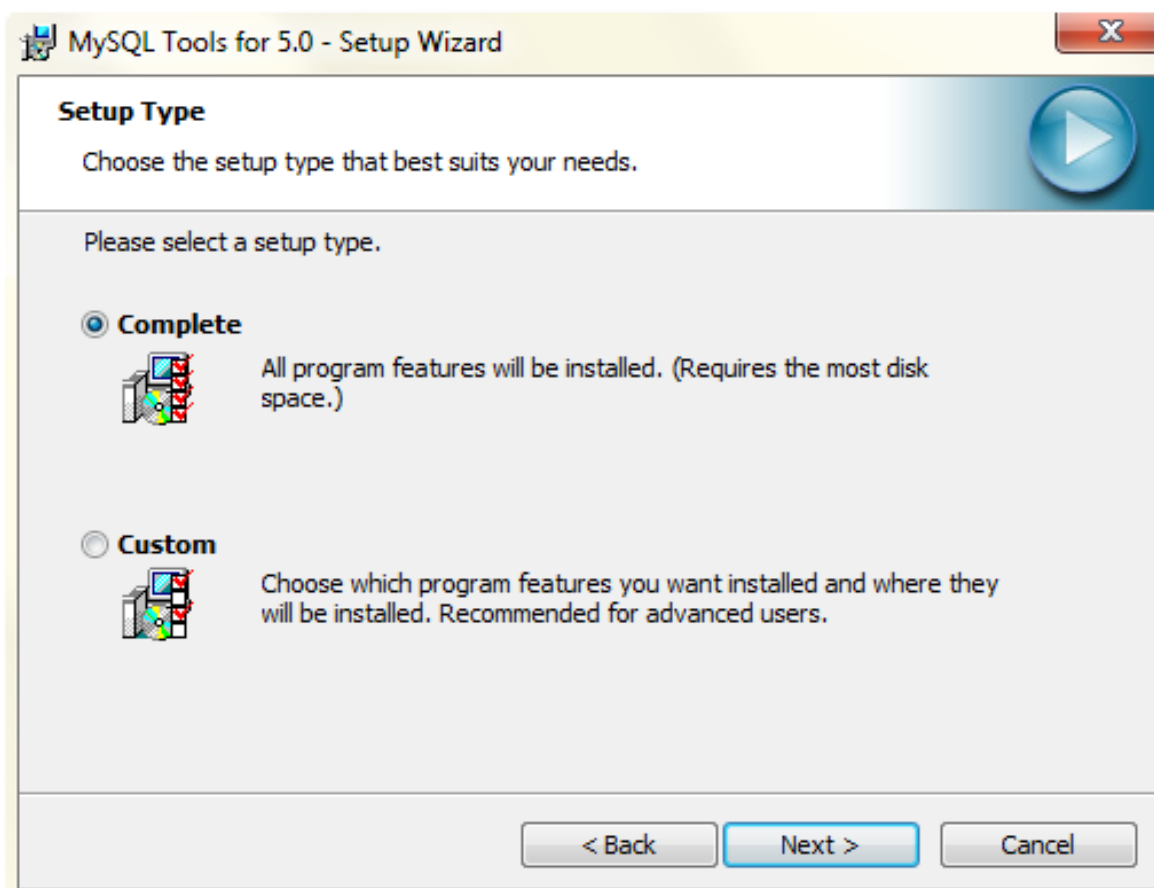 MySQL Tools for 5.0 - Setup Wizard
Setup Type
Choose the setup type that best suits your needs.
Please select a setup type.
Complete
All program features will be installed. (Requires the most disk
space.)
Custom
Choose which program features you want installed and where they
will be installed. Recommended for advanced users.
< Back Next > Cancel